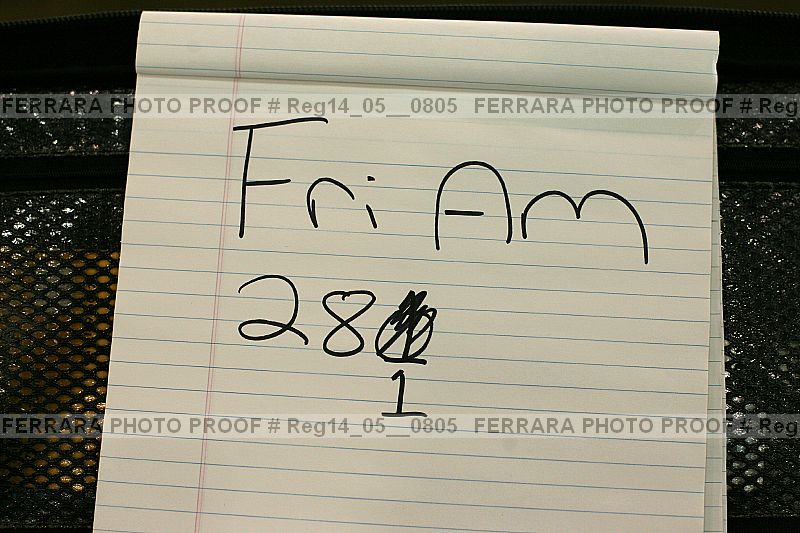 FERRARA PHOTO PROOF # Reg14_05__0805 FERRARA PHOTO PROOF # Reg
Fri Am
28
1
FERRARA PHOTO PROOF # Reg14_05__0805 FERRARA PHOTO PROOF # Reg